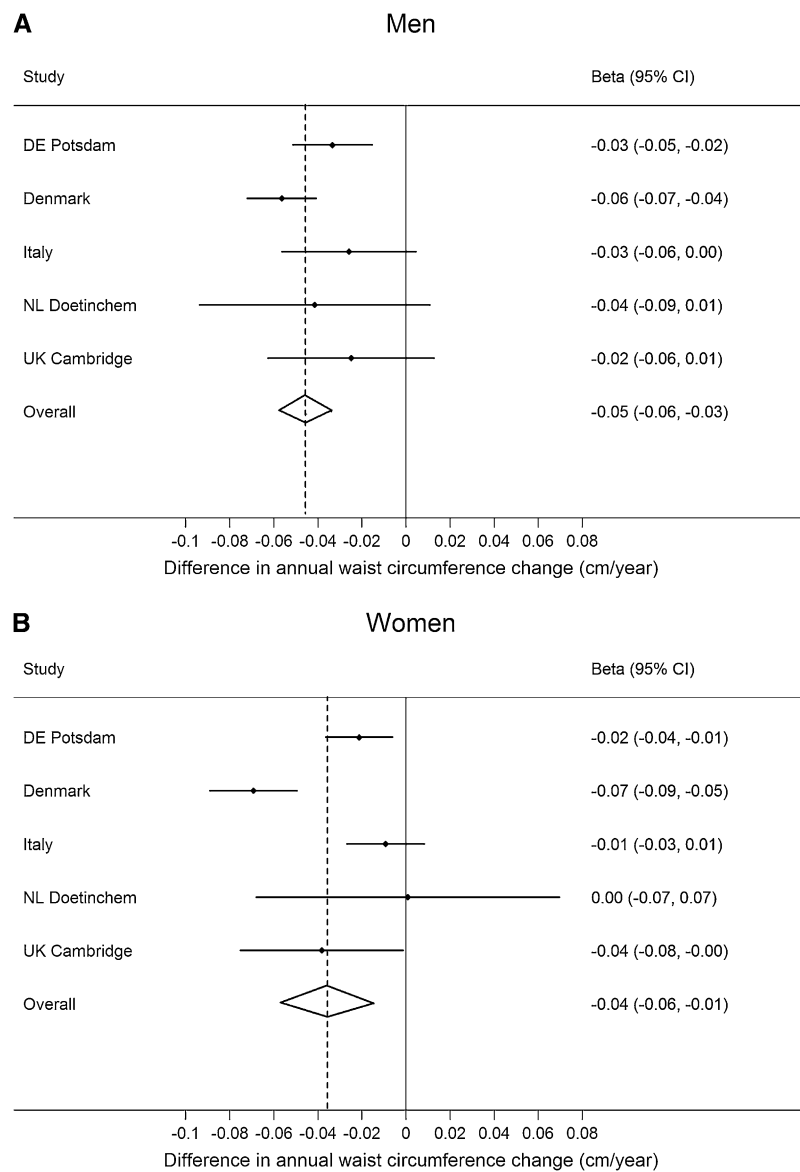 A Men
Study Beta (95% CI)
DE Potsdam -0.03 (-0.05, -0.02)
Denmark -0.06 (-0.07, -0.04)
Italy -0.03 (-0.06, 0.00)
NL Doetinchem -0.04 (-0.09, 0.01)
UK Cambridge -0.02 (-0.06, 0.01)
Overall -0.05 (-0.06, -0.03)
-0.1 -0.08 -0.06 -0.04 -0.02 0 0.02 0.04 0.06 0.08
Difference in annual waist circumference change (cm/year)
B Women
Study Beta (95% CI)
DE Potsdam -0.02 (-0.04, -0.01)
Denmark -0.07 (-0.09, -0.05)
Italy -0.01 (-0.03, 0.01)
NL Doetinchem 0.00 (-0.07, 0.07)
UK Cambridge -0.04 (-0.08, -0.00)
Overall -0.04 (-0.06, -0.01)
-0.1 -0.08 -0.06 -0.04 -0.02 0 0.02 0.04 0.06 0.08
Difference in annual waist circumference change (cm/year)